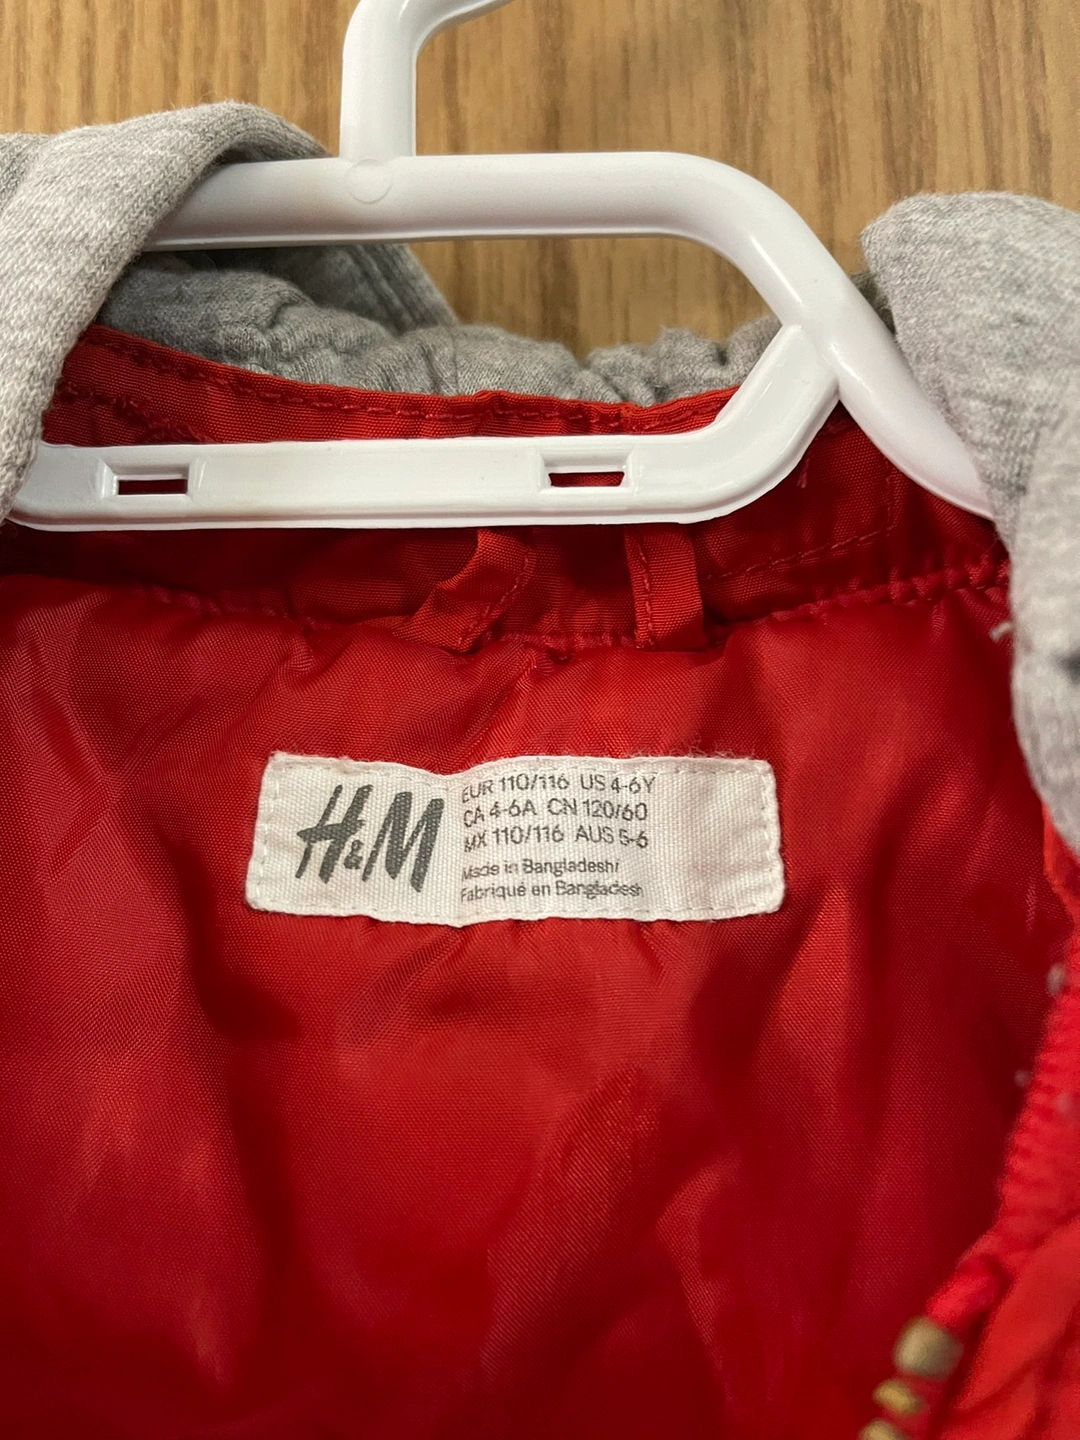 H&M
EUR 110/116 US 4-6Y
CA 4-6A CN 120/60
MX 110/116 AUS 5-6
Made in Bangladesh/
Fabriqué en Bangladesh